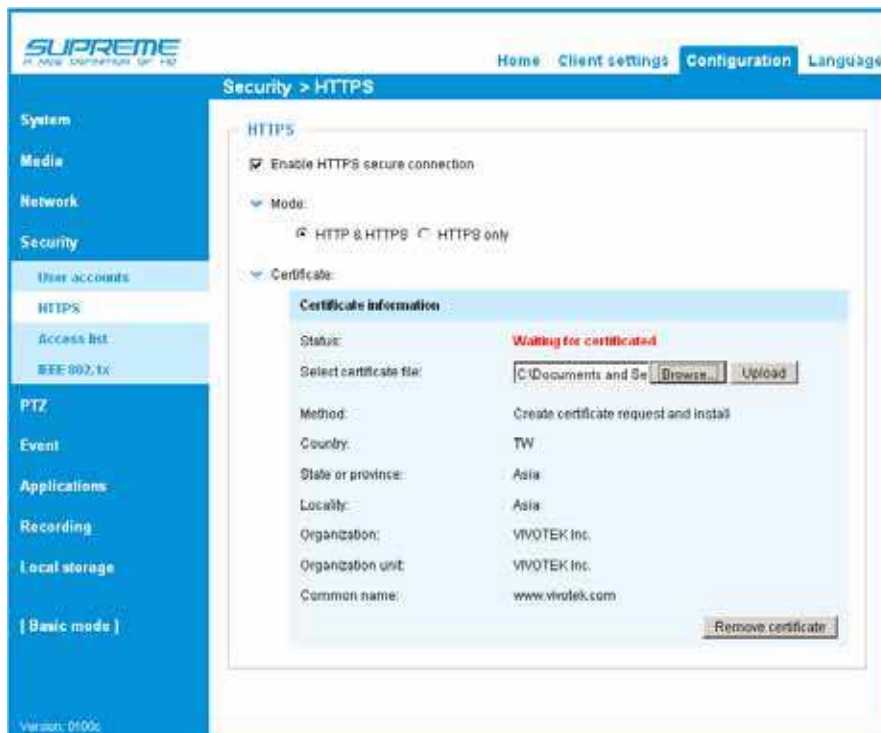 SUPREME
A NEW DEFINITION OF HD
Home Client settings Configuration Language
Security > HTTPS
System
Media
Network
Security
User accounts
HTTPS
Access list
IEEE 802.1x
PTZ
Event
Applications
Recording
Local storage
[ Basic mode ]
Version: 0100c
HTTPS
Enable HTTPS secure connection
Mode:
HTTP & HTTPS HTTPS only
Certificate:
Certificate information
Status: Waiting for certificated
Select certificate file: C:\Documents and Se Browse... Upload
Method: Create certificate request and install
Country: TW
State or province: Asia
Locality: Asia
Organization: VIVOTEK Inc.
Organization unit: VIVOTEK Inc.
Common name: www.vivotek.com
Remove certificate